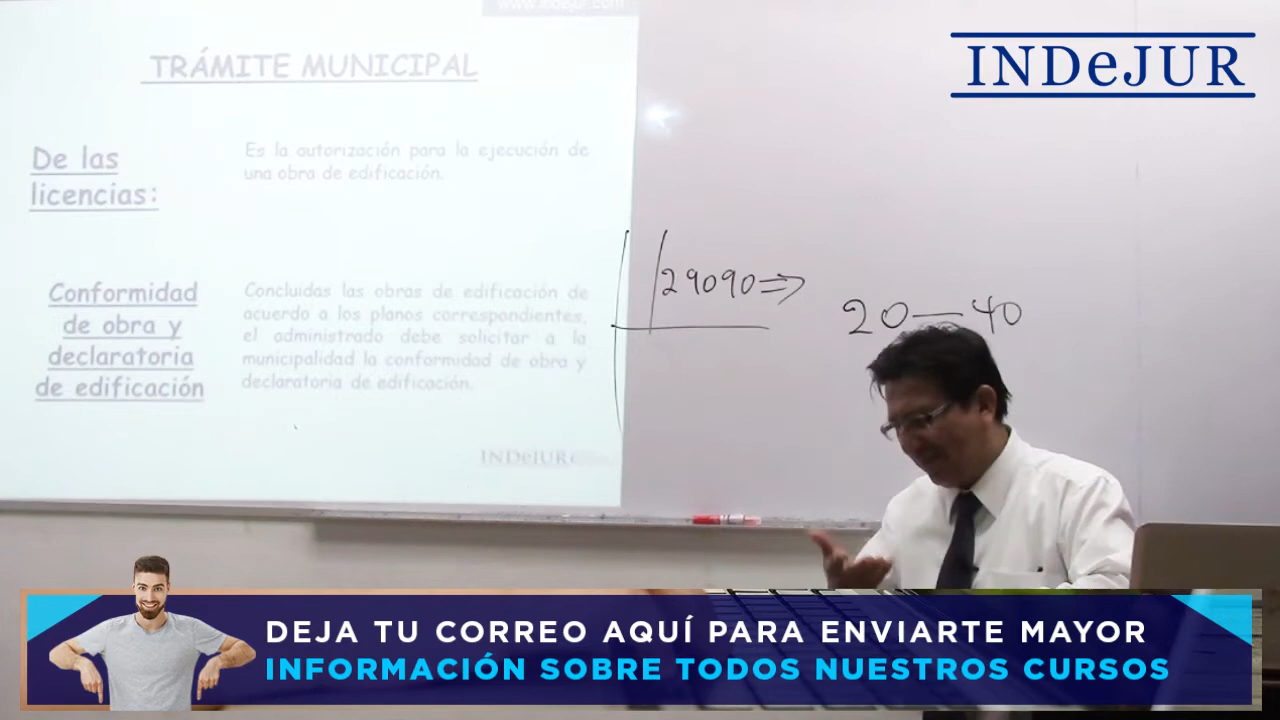 www.indejur.com
TRÁMITE MUNICIPAL
De las
licencias:
Es la autorización para la ejecución de
una obra de edificación.
Conformidad
de obra y
declaratoria
de edificación
Concluidas las obras de edificación de
acuerdo a los planos correspondientes,
el administrado debe solicitar a la
municipalidad la conformidad de obra y
declaratoria de edificación.
INDeJUR
29090⇒
20—40
INDeJUR
DEJA TU CORREO AQUÍ PARA ENVIARTE MAYOR
INFORMACIÓN SOBRE TODOS NUESTROS CURSOS